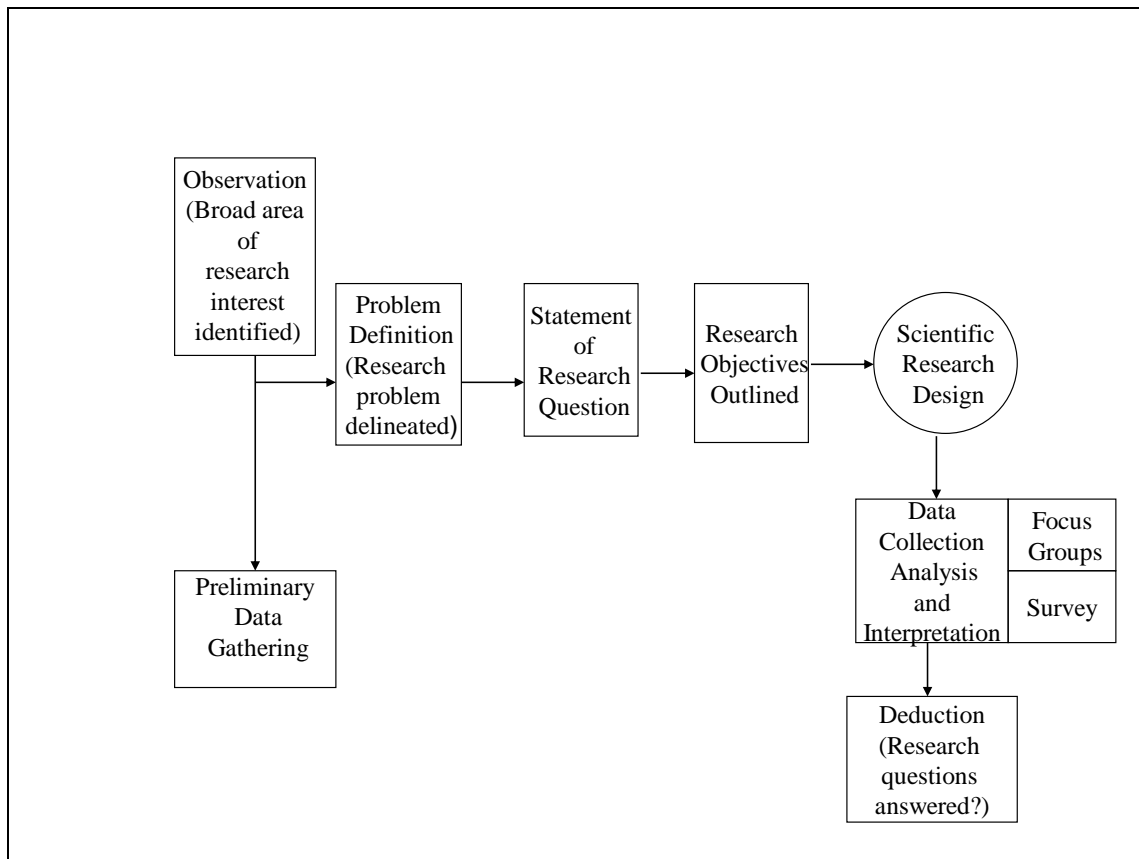 Observation
(Broad area
of
research
interest
identified)
Problem
Definition
(Research
problem
delineated)
Statement
of
Research
Question
Research
Objectives
Outlined
Scientific
Research
Design
Preliminary
Data
Gathering
Data
Collection
Analysis
and
Interpretation
Focus
Groups
Survey
Deduction
(Research
questions
answered?)